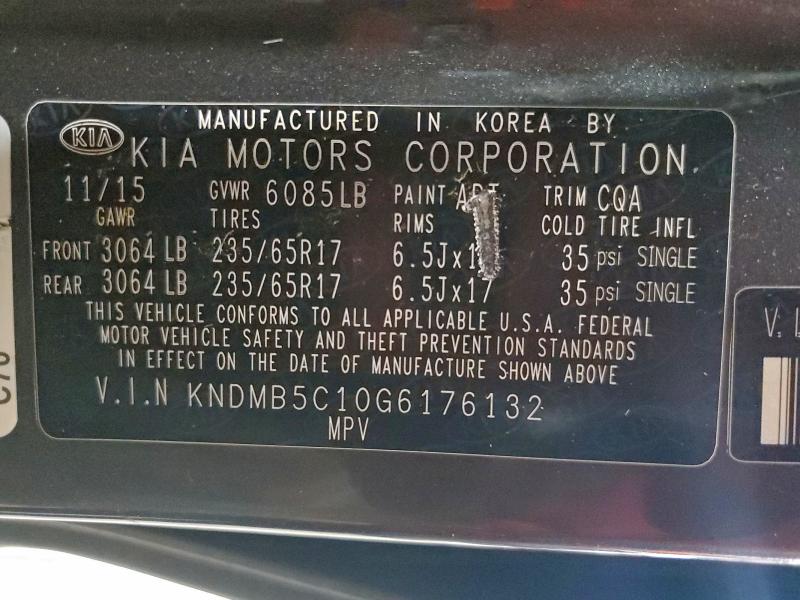 KIA
MANUFACTURED IN KOREA BY
KIA MOTORS CORPORATION.
11/15 GVWR 6085LB PAINT TRIM CQA
GAWR TIRES RIMS COLD TIRE INFL
FRONT 3064 LB 235/65R17 35 psi SINGLE
REAR 3064 LB 235/65R17 6.5Jx17 35 psi SINGLE
THIS VEHICLE CONFORMS TO ALL APPLICABLE U.S.A. FEDERAL
MOTOR VEHICLE SAFETY AND THEFT PREVENTION STANDARDS
IN EFFECT ON THE DATE OF MANUFACTURE SHOWN ABOVE
V.I.N KNDMB5C10G6176132
MPV